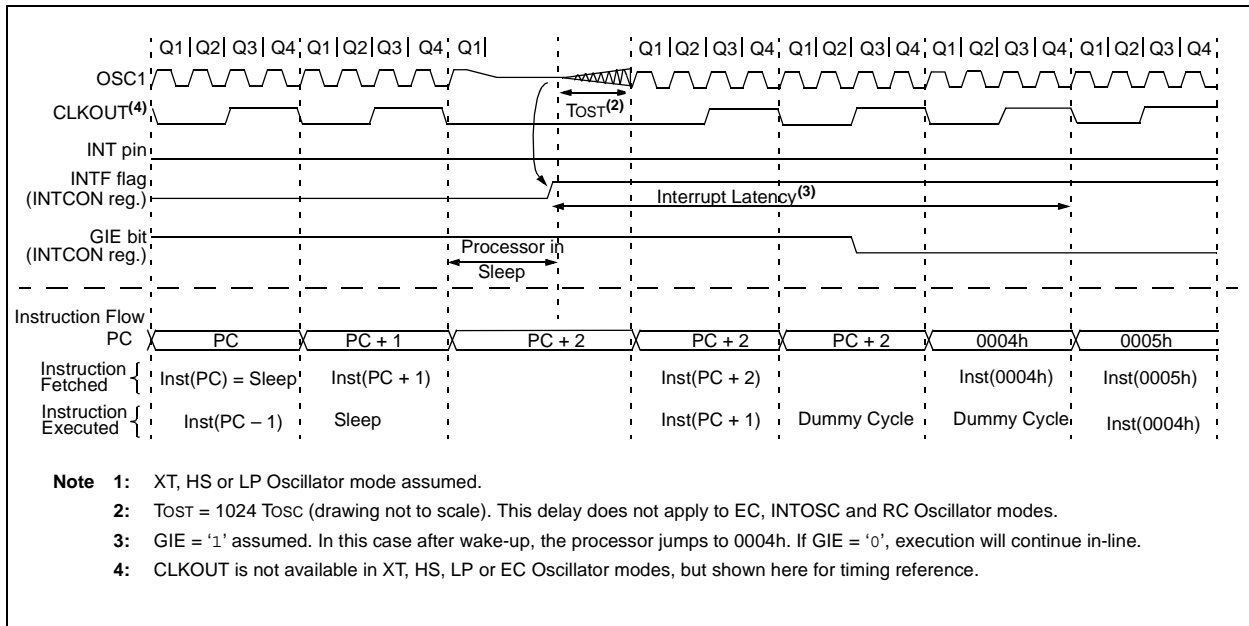 Q1 | Q2 | Q3 | Q4 Q1 | Q2 | Q3 | Q4 Q1 | Q1 | Q2 | Q3 | Q4 Q1 | Q2 | Q3 | Q4 Q1 | Q2 | Q3 | Q4 Q1 | Q2 | Q3 | Q4
OSC1
TOST(2)
CLKOUT(4)
INT pin
INTF flag
(INTCON reg.)
Interrupt Latency(3)
GIE bit
(INTCON reg.)
Processor in
Sleep
Instruction Flow
PC PC PC + 1 PC + 2 PC + 2 PC + 2 0004h 0005h
Instruction
Fetched { Inst(PC) = Sleep Inst(PC + 1) Inst(PC + 2) Inst(0004h) Inst(0005h)
Instruction
Executed { Inst(PC – 1) Sleep Inst(PC + 1) Dummy Cycle Dummy Cycle Inst(0004h)
Note 1: XT, HS or LP Oscillator mode assumed.
2: TOST = 1024 TOSC (drawing not to scale). This delay does not apply to EC, INTOSC and RC Oscillator modes.
3: GIE = ‘1’ assumed. In this case after wake-up, the processor jumps to 0004h. If GIE = ‘0’, execution will continue in-line.
4: CLKOUT is not available in XT, HS, LP or EC Oscillator modes, but shown here for timing reference.